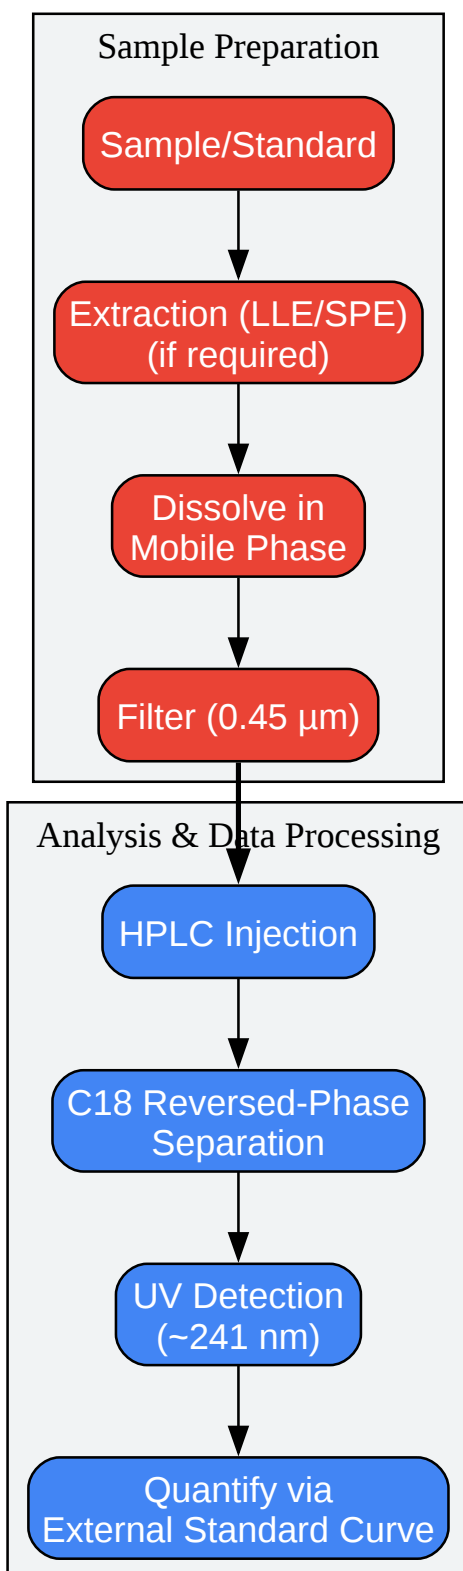 Sample Preparation
Sample/Standard
Extraction (LLE/SPE)
(if required)
Dissolve in
Mobile Phase
Filter (0.45 µm)
Analysis & Data Processing
HPLC Injection
C18 Reversed-Phase
Separation
UV Detection
(~241 nm)
Quantify via
External Standard Curve